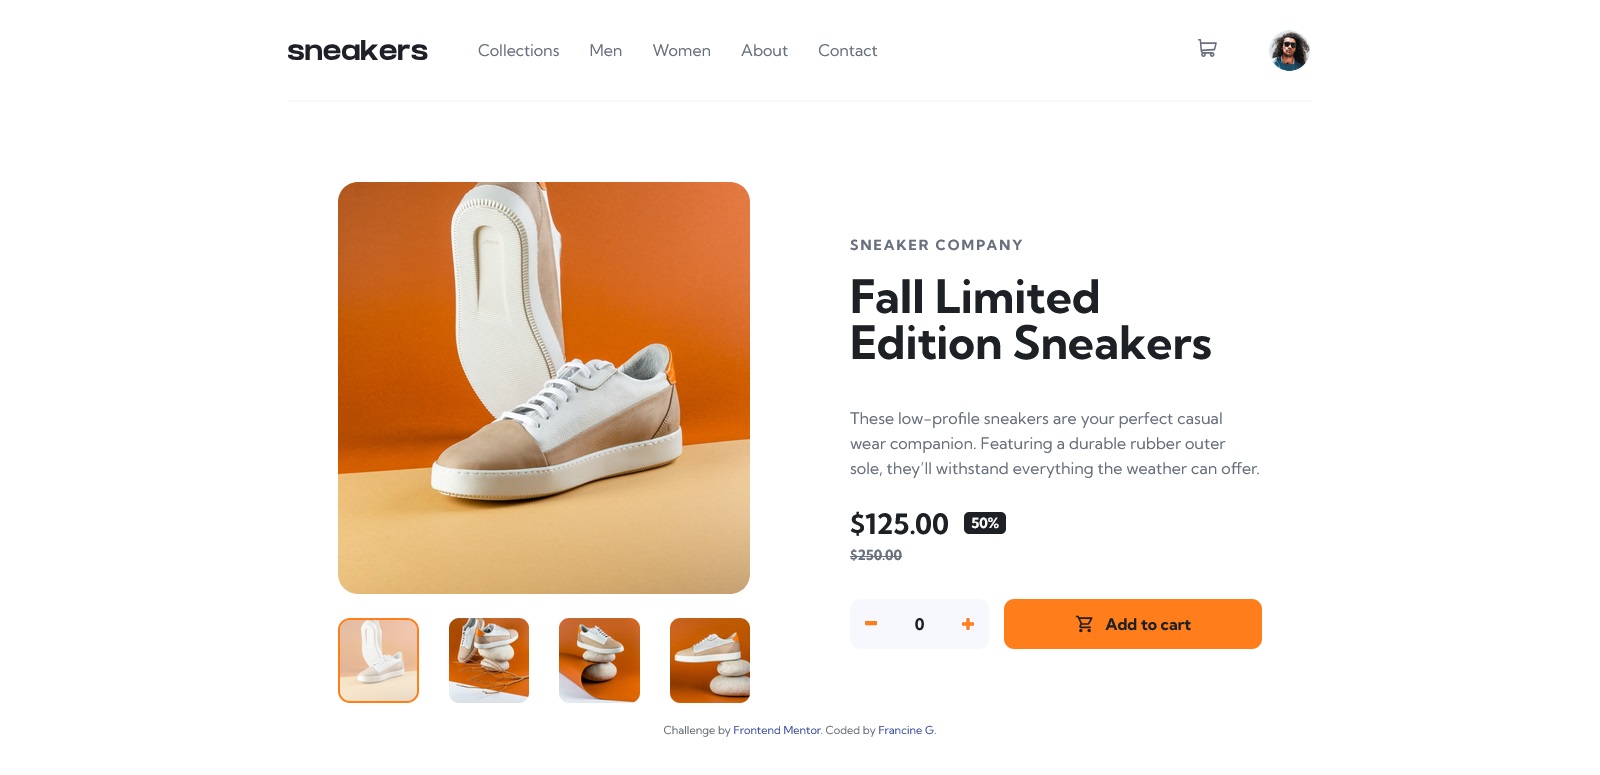 sneakers
Collections Men Women About Contact
SNEAKER COMPANY
Fall Limited
Edition Sneakers
These low-profile sneakers are your perfect casual
wear companion. Featuring a durable rubber outer
sole, they’ll withstand everything the weather can offer.
$125.00 50%
$250.00
0
Add to cart
Challenge by Frontend Mentor. Coded by Francine G.